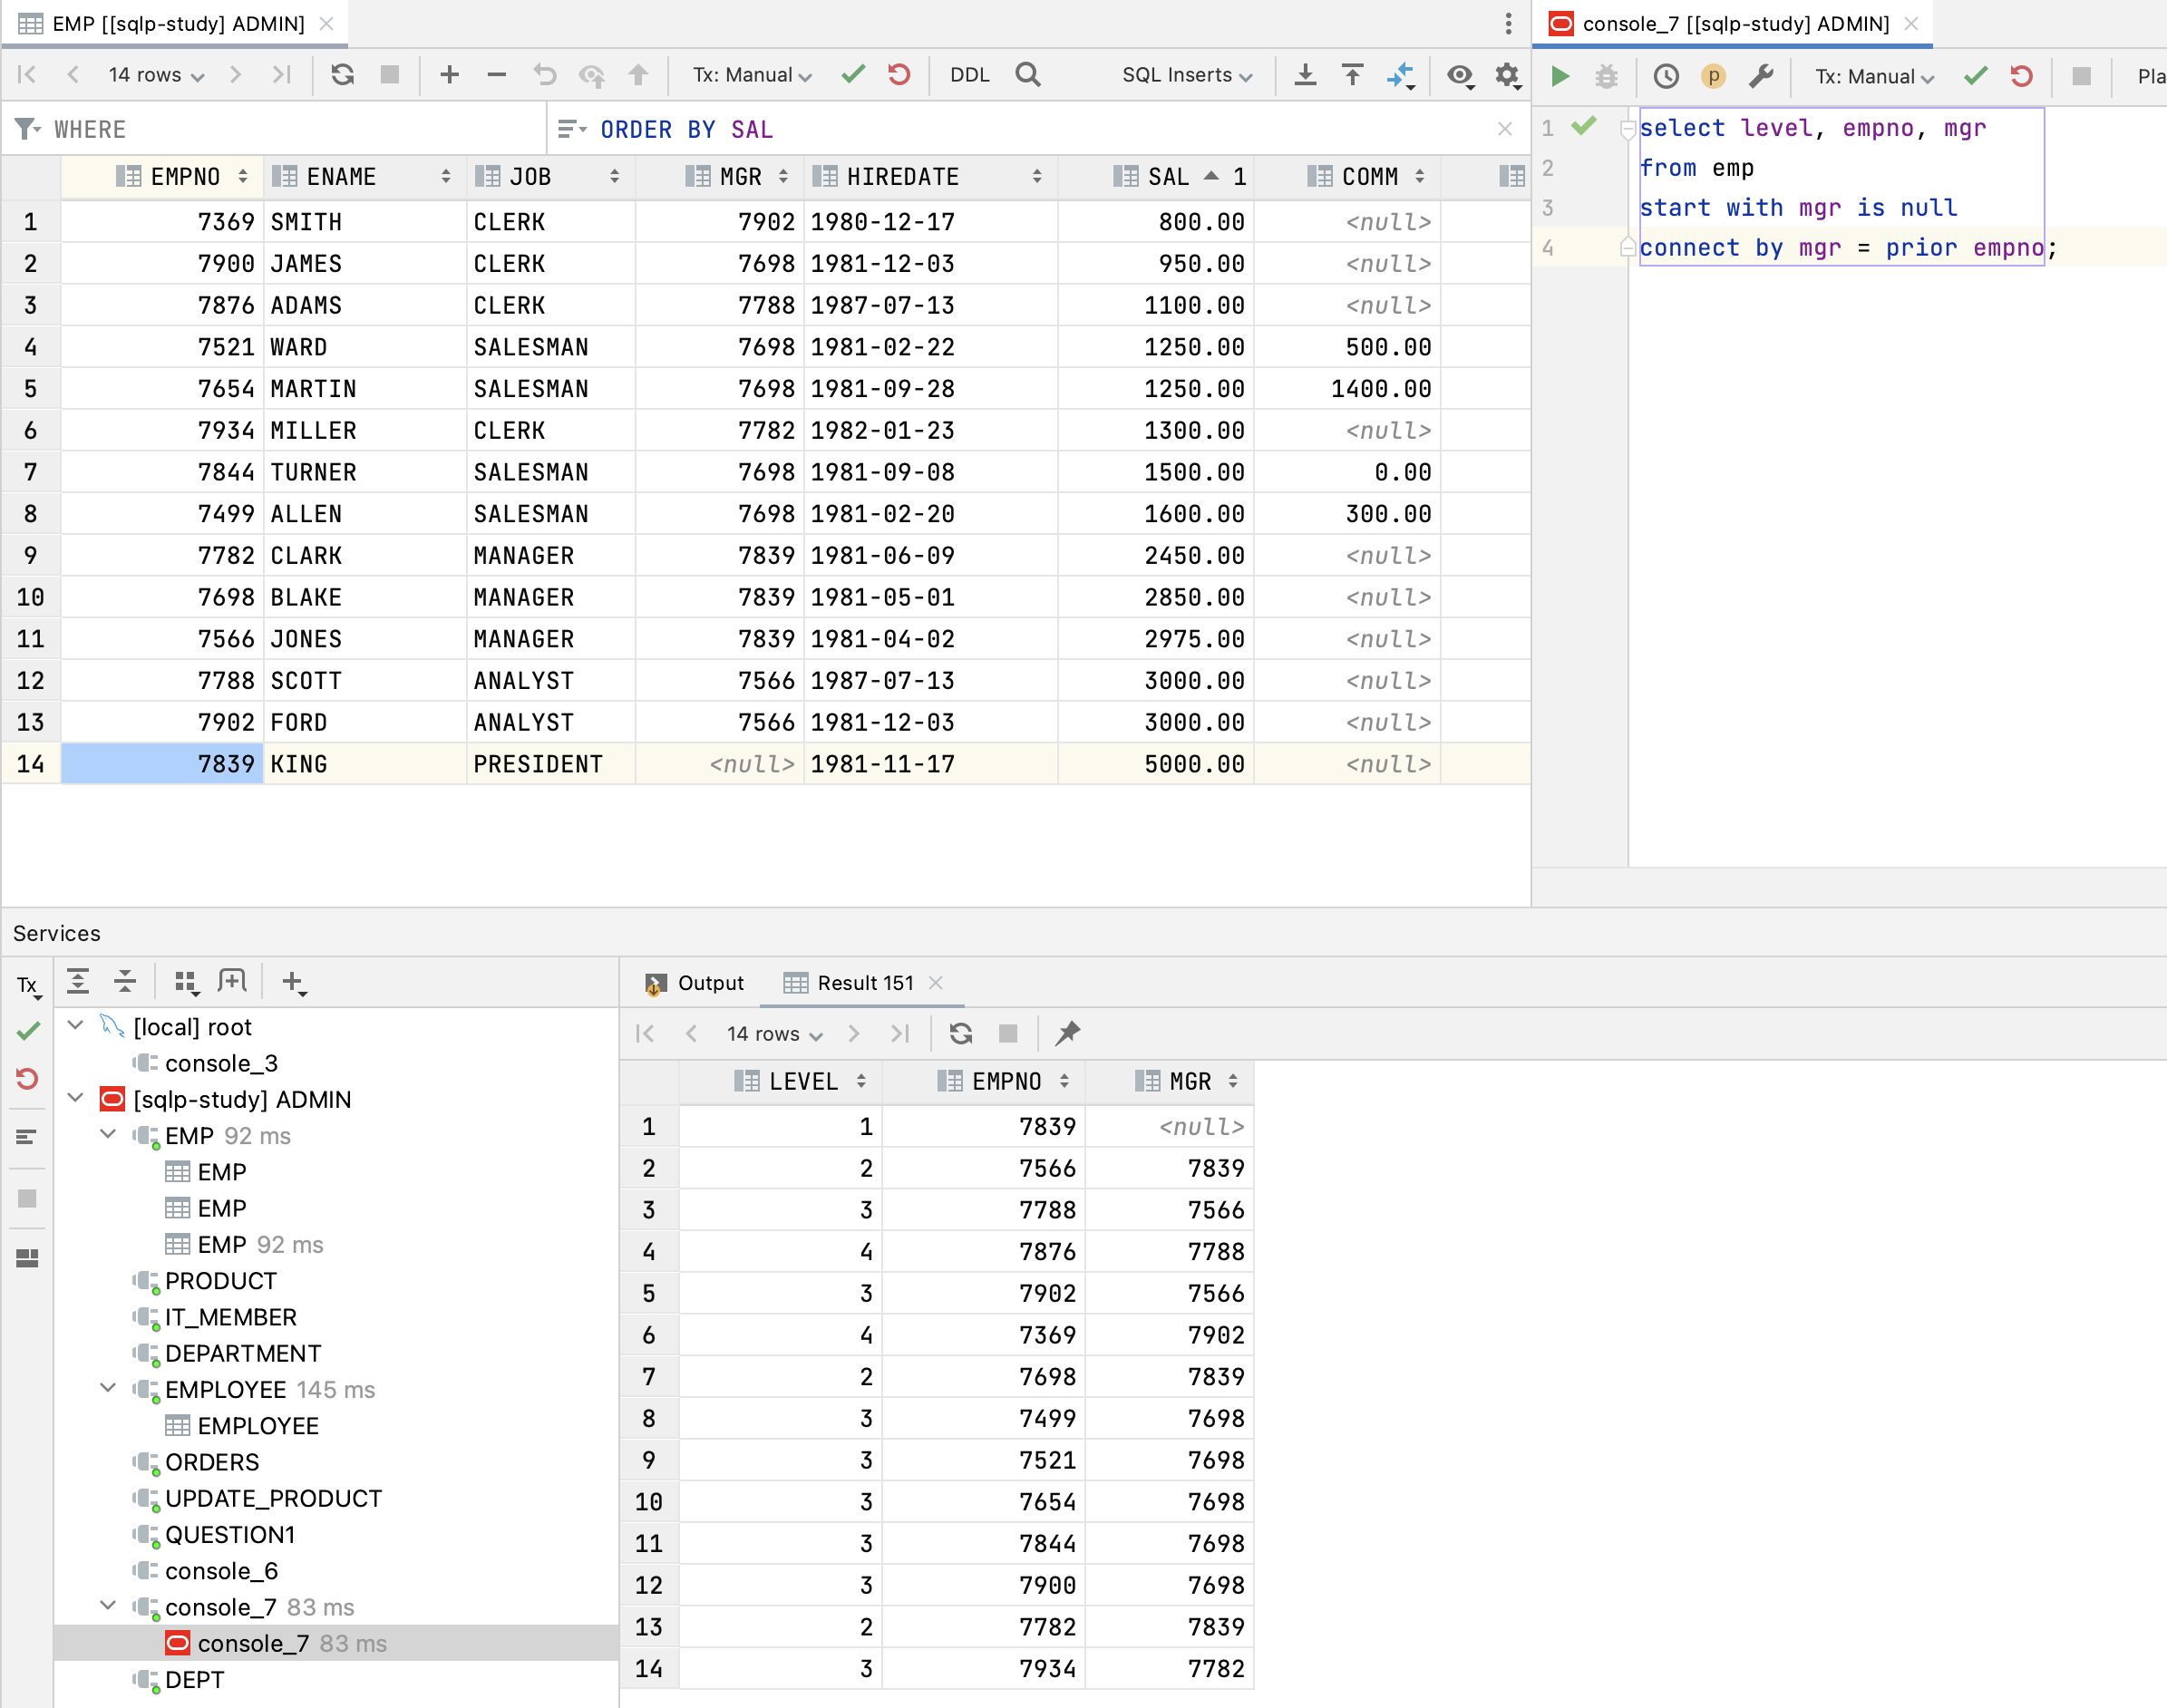 EMP [[sqlp-study] ADMIN]
console_7 [[sqlp-study] ADMIN]
14 rows Tx: Manual DDL SQL Inserts
P Tx: Manual Pla
WHERE ORDER BY SAL
EMPNO ENAME JOB MGR HIREDATE SAL 1 COMM
1 7369 SMITH CLERK 7902 1980-12-17 800.00 <null>
2 7900 JAMES CLERK 7698 1981-12-03 950.00 <null>
3 7876 ADAMS CLERK 7788 1987-07-13 1100.00 <null>
4 7521 WARD SALESMAN 7698 1981-02-22 1250.00 500.00
5 7654 MARTIN SALESMAN 7698 1981-09-28 1250.00 1400.00
6 7934 MILLER CLERK 7782 1982-01-23 1300.00 <null>
7 7844 TURNER SALESMAN 7698 1981-09-08 1500.00 0.00
8 7499 ALLEN SALESMAN 7698 1981-02-20 1600.00 300.00
9 7782 CLARK MANAGER 7839 1981-06-09 2450.00 <null>
10 7698 BLAKE MANAGER 7839 1981-05-01 2850.00 <null>
11 7566 JONES MANAGER 7839 1981-04-02 2975.00 <null>
12 7788 SCOTT ANALYST 7566 1987-07-13 3000.00 <null>
13 7902 FORD ANALYST 7566 1981-12-03 3000.00 <null>
14 7839 KING PRESIDENT <null> 1981-11-17 5000.00 <null>
1 select level, empno, mgr
2 from emp
3 start with mgr is null
4 connect by mgr = prior empno;
Services
Tx
[local] root
console_3
[sqlp-study] ADMIN
EMP 92 ms
EMP
EMP
EMP 92 ms
PRODUCT
IT_MEMBER
DEPARTMENT
EMPLOYEE 145 ms
EMPLOYEE
ORDERS
UPDATE_PRODUCT
QUESTION1
console_6
console_7 83 ms
console_7 83 ms
DEPT
Output Result 151
14 rows
LEVEL EMPNO MGR
1 1 7839 <null>
2 2 7566 7839
3 3 7788 7566
4 4 7876 7788
5 3 7902 7566
6 4 7369 7902
7 2 7698 7839
8 3 7499 7698
9 3 7521 7698
10 3 7654 7698
11 3 7844 7698
12 3 7900 7698
13 2 7782 7839
14 3 7934 7782